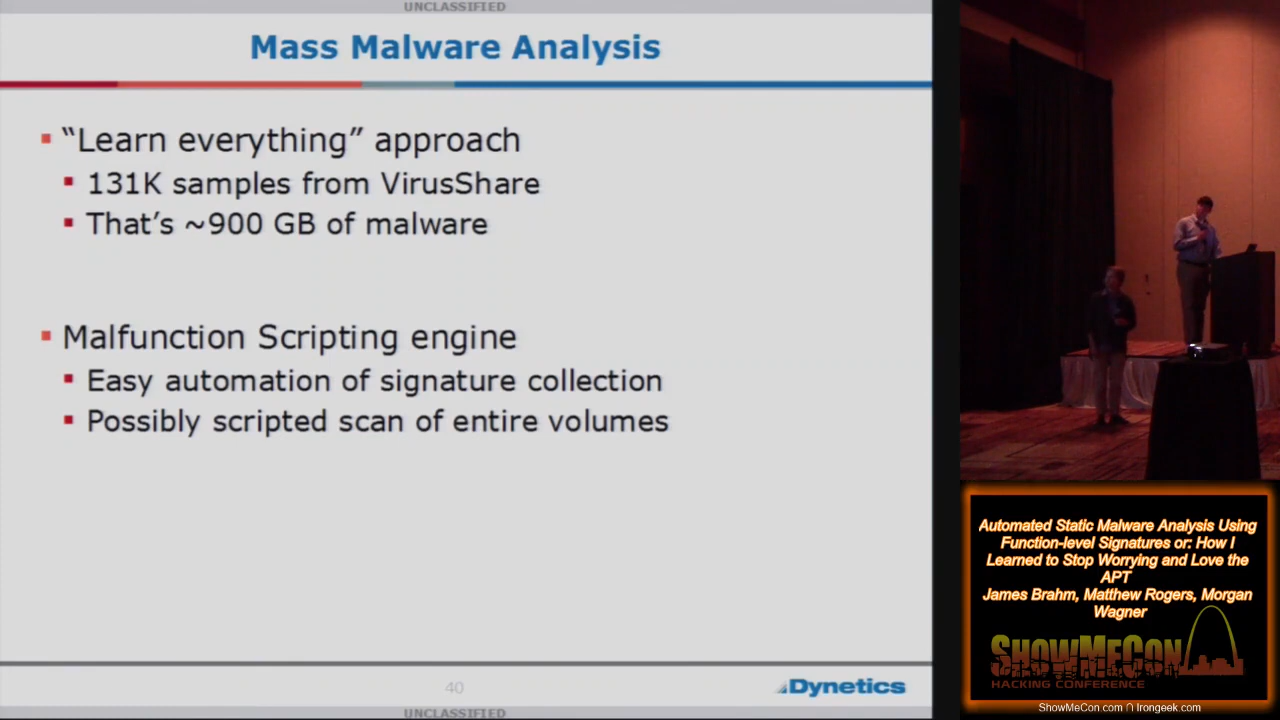 UNCLASSIFIED
Mass Malware Analysis
“Learn everything” approach
131K samples from VirusShare
That’s ~900 GB of malware
Malfunction Scripting engine
Easy automation of signature collection
Possibly scripted scan of entire volumes
40
Dynetics
UNCLASSIFIED
Automated Static Malware Analysis Using
Function-level Signatures or: How I
Learned to Stop Worrying and Love the
APT
James Brahm, Matthew Rogers, Morgan
Wagner
SHOWMECON
HACKING CONFERENCE
ShowMeCon.com ∩ Irongeek.com